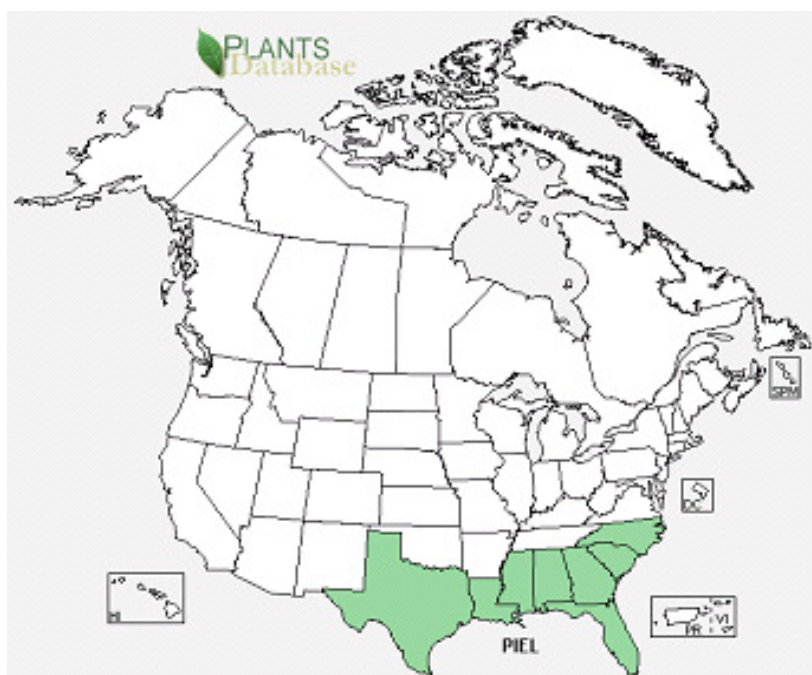 PLANTS
Database
SPM
DC
HI
PR
VI
PIEL